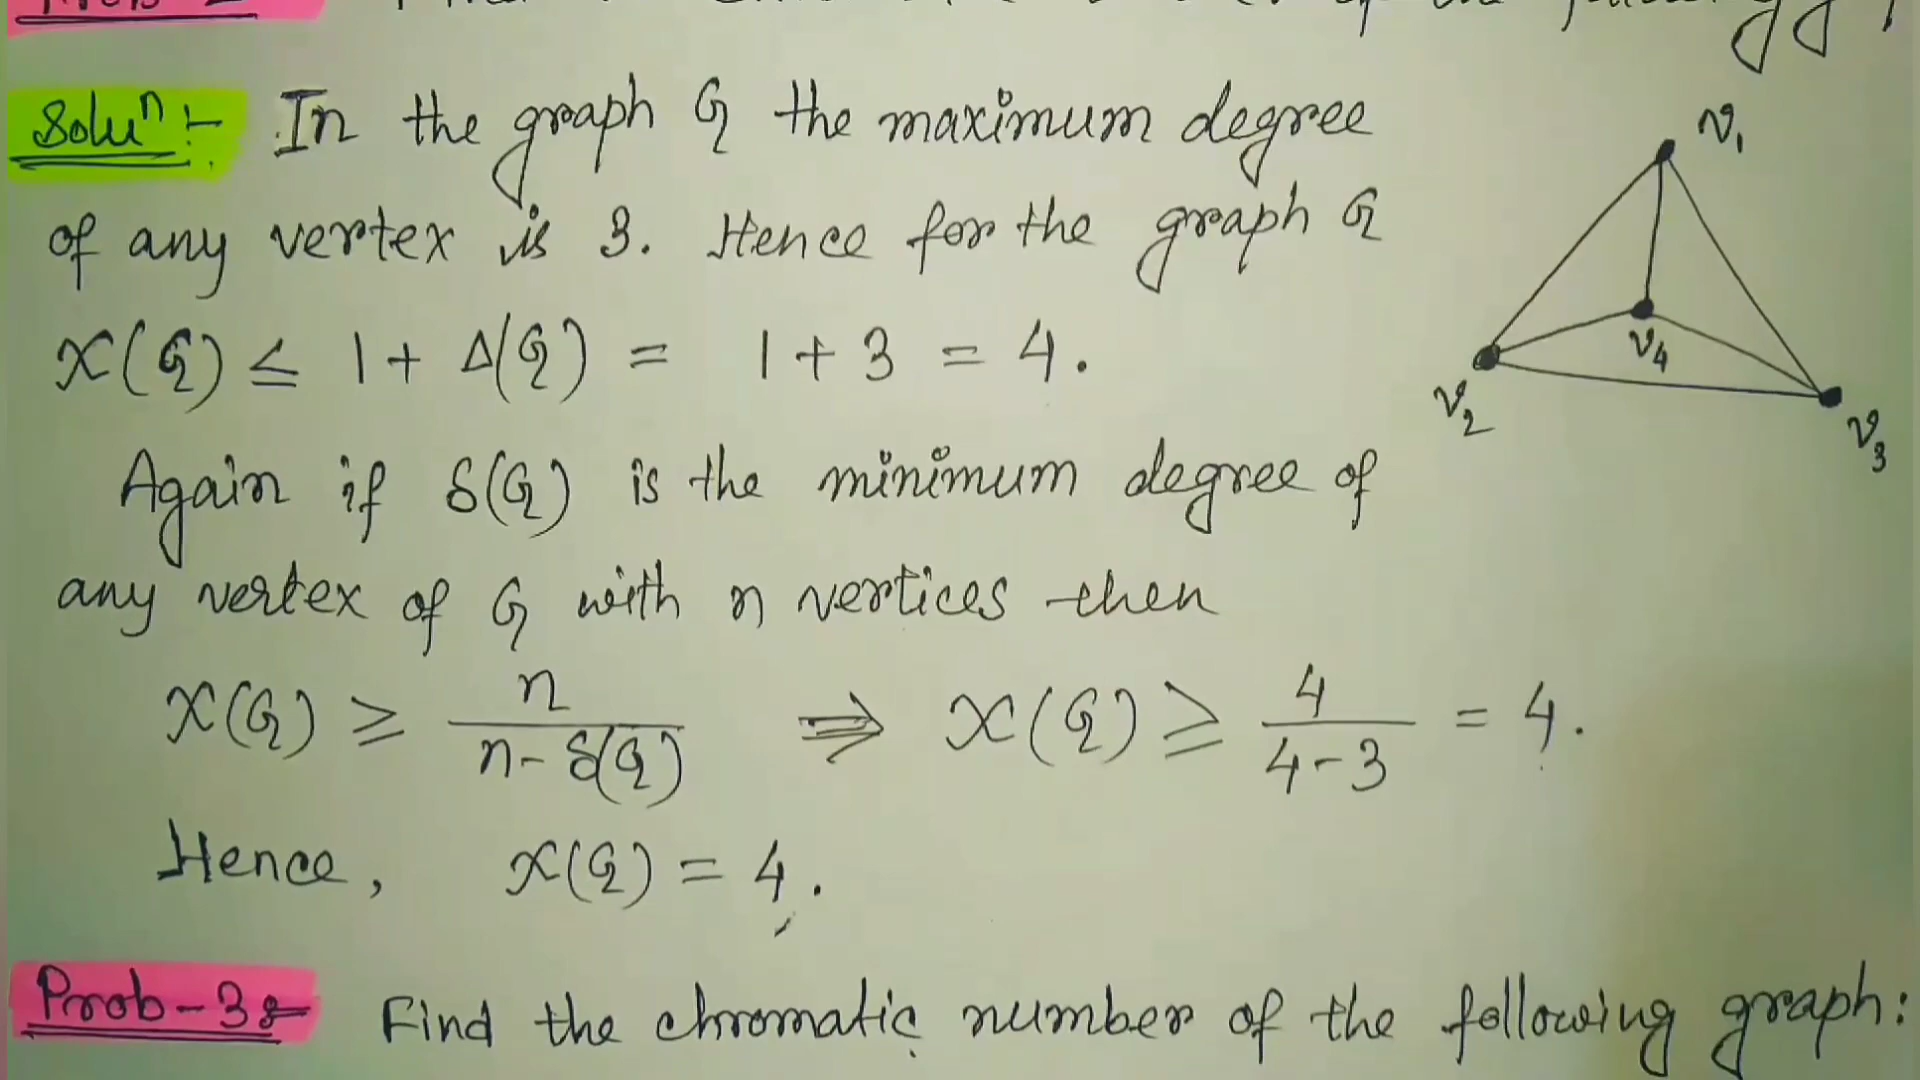 Soluⁿ:- In the graph G the maximum degree
of any vertex is 3. Hence for the graph G
χ(G) ≤ 1 + Δ(G) = 1 + 3 = 4.
Again if δ(G) is the minimum degree of
any vertex of G with n vertices then
χ(G) ≥ n / (n - δ(G)) ⇒ χ(G) ≥ 4 / (4 - 3) = 4.
Hence, χ(G) = 4.
v₁
v₄
v₂
v₃
Prob-3:- Find the chromatic number of the following graph: